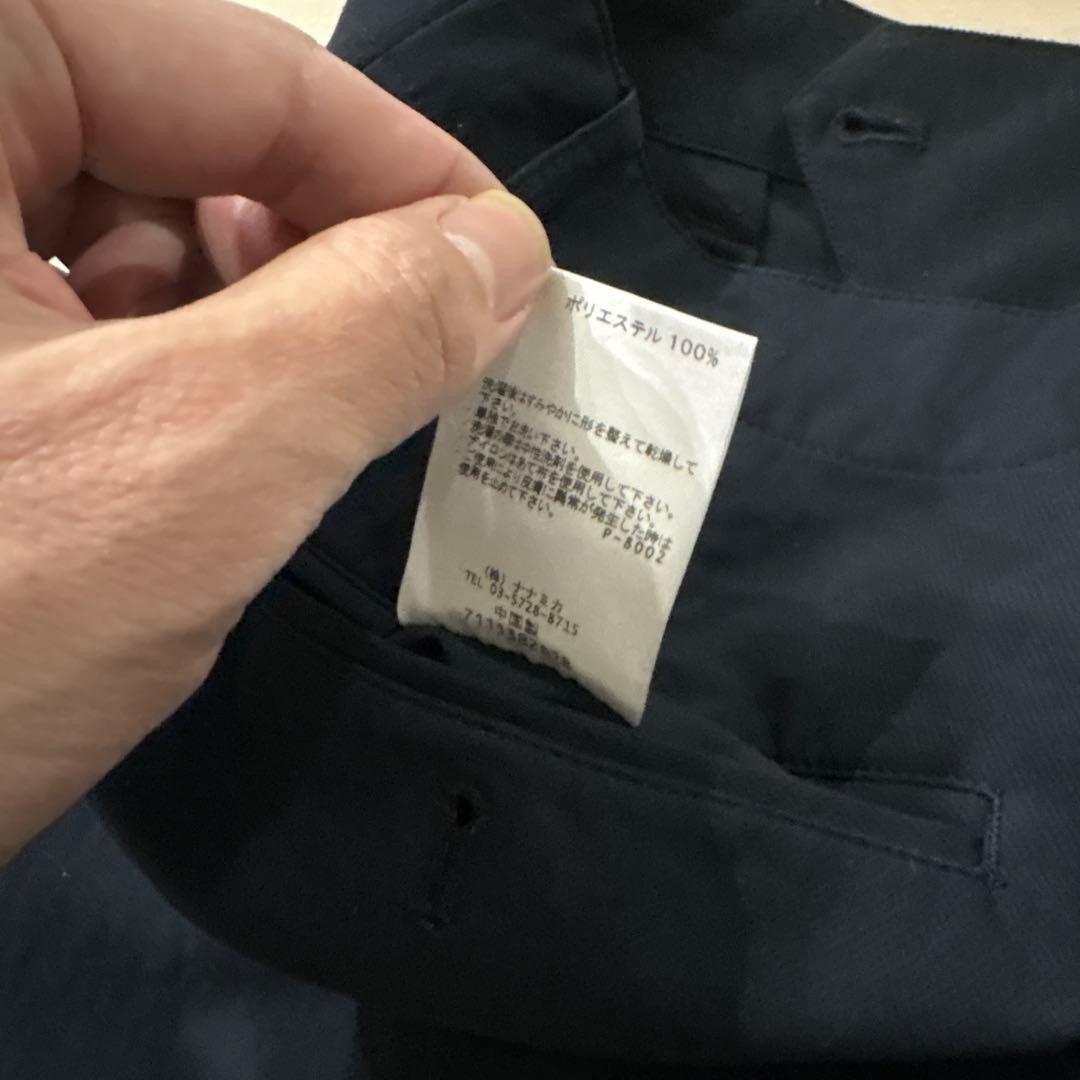 ポリエステル 100%
洗濯後はすみやかに形を整えて乾燥して
下さい。
単独でお洗い下さい。
洗濯の際は中性洗剤を使用して下さい。
アイロンはあて布を使用して下さい。
ご使用により皮膚に異常が発生した時は
使用を止めて下さい。
P-8002
(株) ナナミカ
TEL 03-5728-8715
中国製